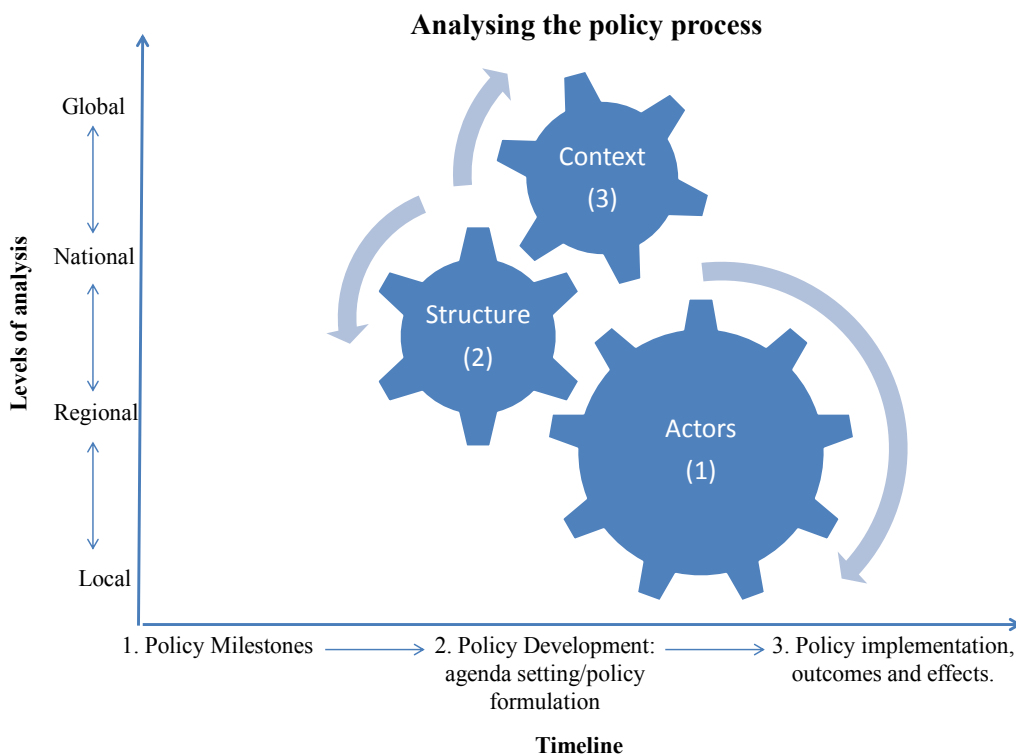 Analysing the policy process
Levels of analysis
Global
National
Regional
Local
Context
(3)
Structure
(2)
Actors
(1)
1. Policy Milestones
2. Policy Development:
agenda setting/policy
formulation
3. Policy implementation,
outcomes and effects.
Timeline